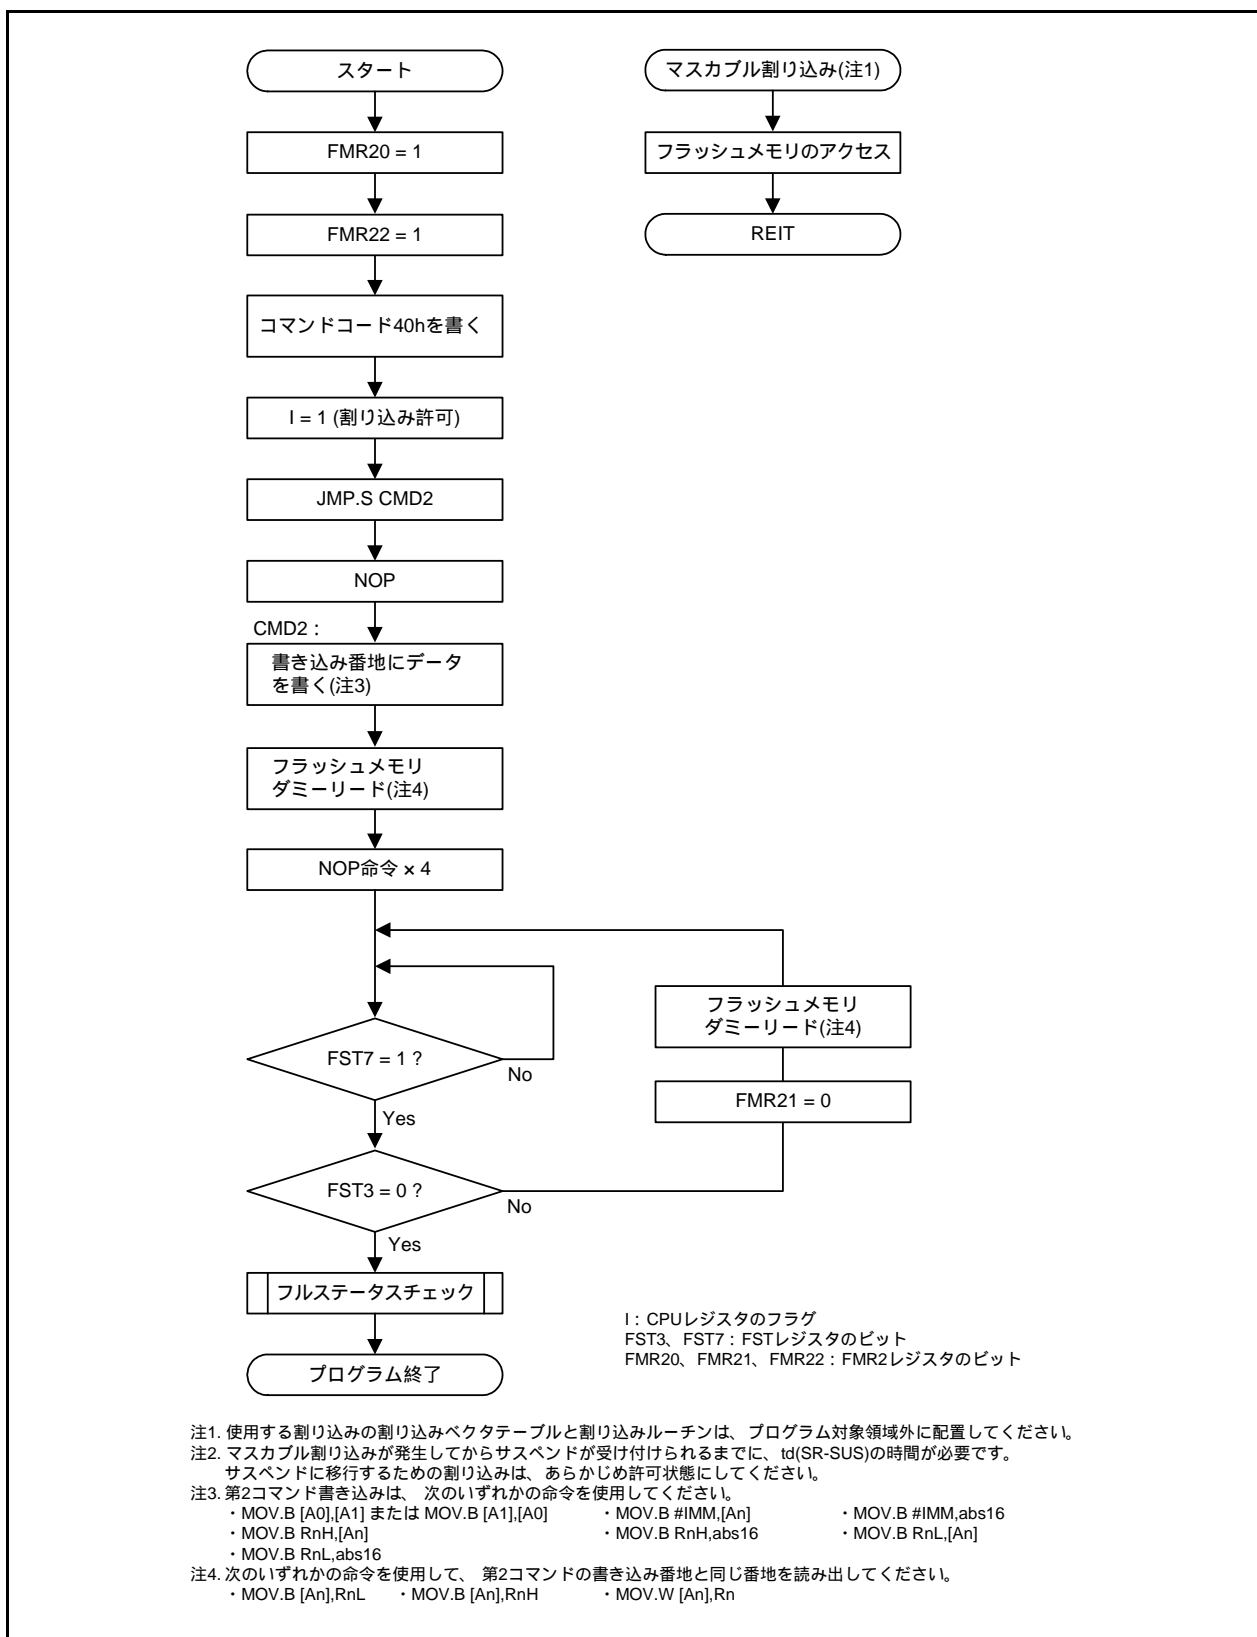 スタート
FMR20 = 1
FMR22 = 1
コマンドコード40hを書く
I = 1 (割り込み許可)
JMP.S CMD2
NOP
CMD2：
書き込み番地にデータ
を書く(注3)
フラッシュメモリ
ダミーリード(注4)
NOP命令 × 4
FST7 = 1 ?
No
Yes
FST3 = 0 ?
No
Yes
フルステータスチェック
プログラム終了
マスカブル割り込み(注1)
フラッシュメモリのアクセス
REIT
フラッシュメモリ
ダミーリード(注4)
FMR21 = 0
I：CPUレジスタのフラグ
FST3、FST7：FSTレジスタのビット
FMR20、FMR21、FMR22：FMR2レジスタのビット
注1. 使用する割り込みの割り込みベクタテーブルと割り込みルーチンは、プログラム対象領域外に配置してください。
注2. マスカブル割り込みが発生してからサスペンドが受け付けられるまでに、td(SR-SUS)の時間が必要です。
サスペンドに移行するための割り込みは、あらかじめ許可状態にしてください。
注3. 第2コマンド書き込みは、次のいずれかの命令を使用してください。
・MOV.B [A0],[A1] または MOV.B [A1],[A0] ・MOV.B #IMM,[An] ・MOV.B #IMM,abs16
・MOV.B RnH,[An] ・MOV.B RnH,abs16 ・MOV.B RnL,[An]
・MOV.B RnL,abs16
注4. 次のいずれかの命令を使用して、第2コマンドの書き込み番地と同じ番地を読み出してください。
・MOV.B [An],RnL ・MOV.B [An],RnH ・MOV.W [An],Rn